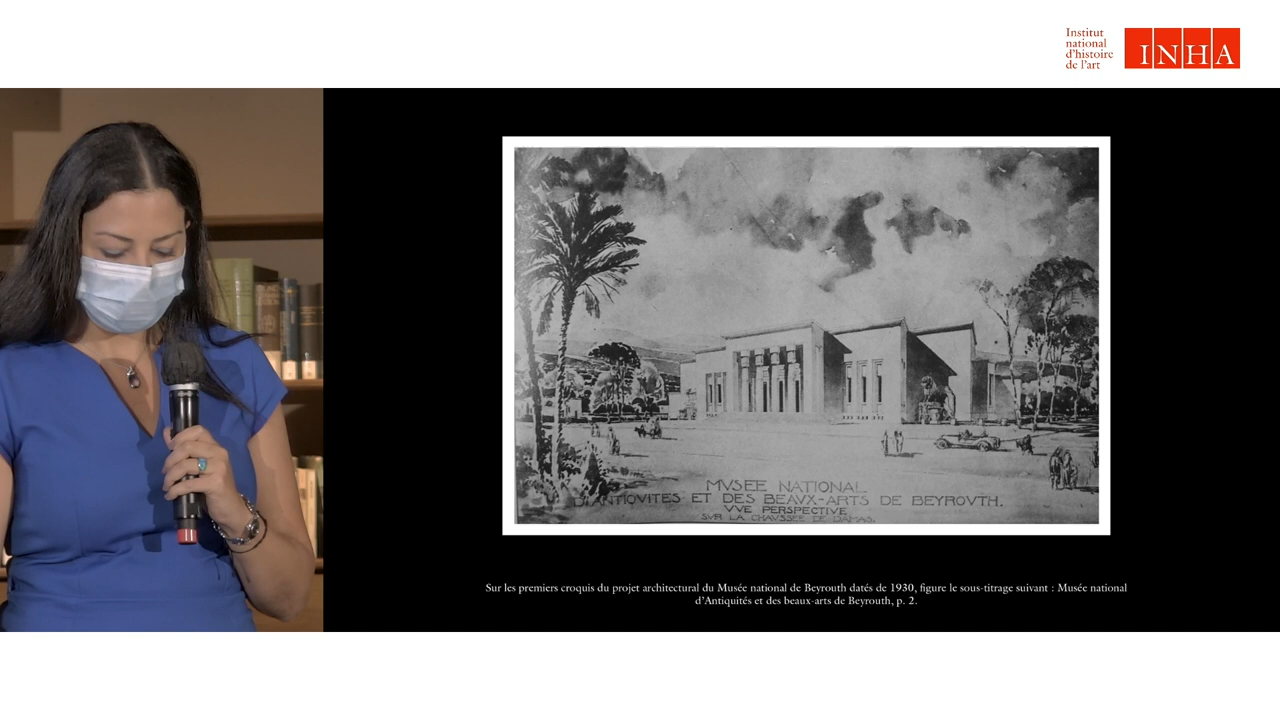 Institut
national
d'histoire
de l'art
INHA
MVSEE NATIONAL
D'ANTIQVITES ET DES BEAVX-ARTS DE BEYROVTH.
VVE PERSPECTIVE
SVR LA CHAVSSEE DE DAMAS.
Sur les premiers croquis du projet architectural du Musée national de Beyrouth datés de 1930, figure le sous-titrage suivant : Musée national
d'Antiquités et des beaux-arts de Beyrouth, p. 2.